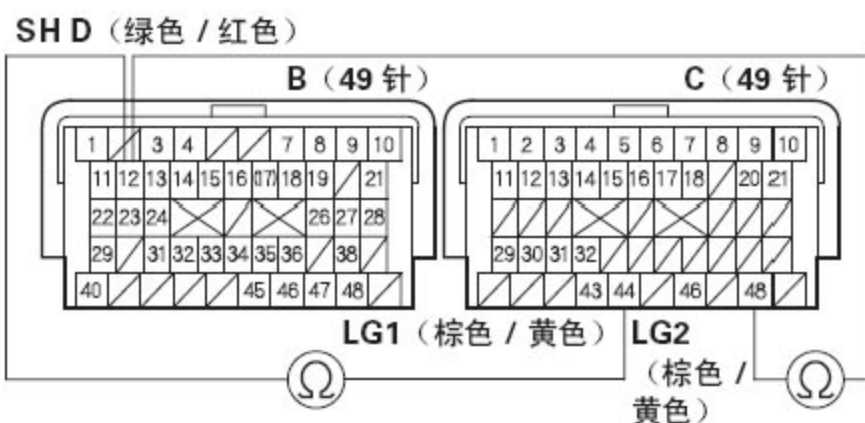 SH D（绿色 / 红色）
B（49 针）
C（49 针）
1 3 4 7 8 9 10
11 12 13 14 15 16 (17) 18 19 21
22 23 24 26 27 28
29 31 32 33 34 35 36 38
40 45 46 47 48
1 2 3 4 5 6 7 8 9 10
11 12 13 14 15 16 17 18 20 21
29 30 31 32
43 44 46 48
LG1（棕色 / 黄色）
LG2
（棕色 /
黄色）
Ω
Ω